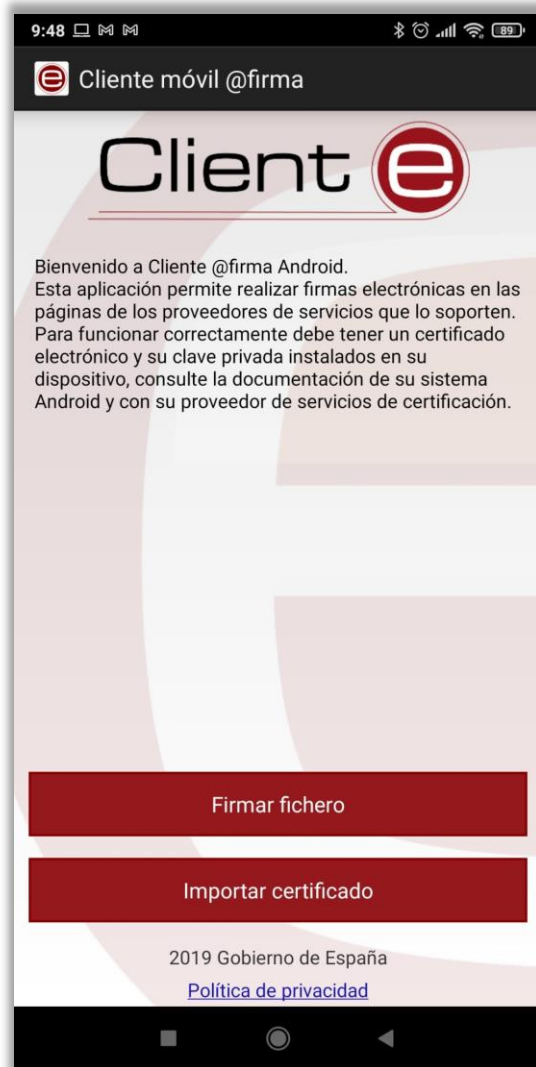 9:48
89
Cliente móvil @firma
Client e
Bienvenido a Cliente @firma Android.
Esta aplicación permite realizar firmas electrónicas en las
páginas de los proveedores de servicios que lo soporten.
Para funcionar correctamente debe tener un certificado
electrónico y su clave privada instalados en su
dispositivo, consulte la documentación de su sistema
Android y con su proveedor de servicios de certificación.
Firmar fichero
Importar certificado
2019 Gobierno de España
Política de privacidad